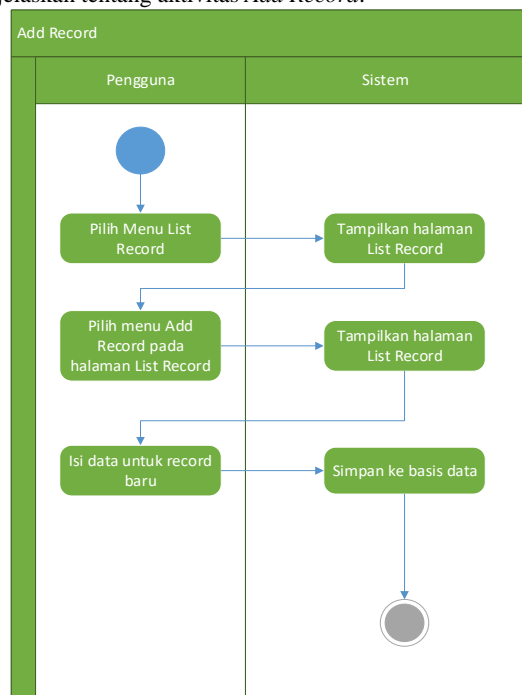 jelaskan tentang aktivitas Add Record.
Add Record
Pengguna
Sistem
Pilih Menu List
Record
Tampilkan halaman
List Record
Pilih menu Add
Record pada
halaman List Record
Tampilkan halaman
List Record
Isi data untuk record
baru
Simpan ke basis data